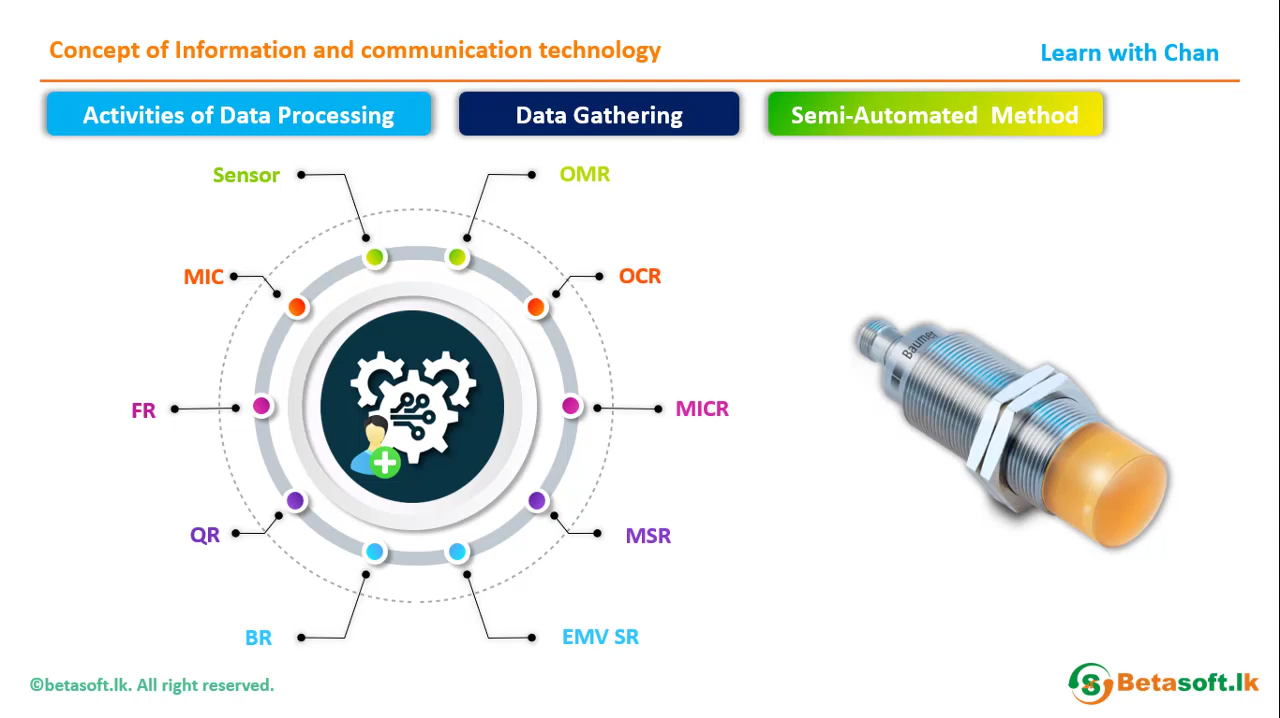 Concept of Information and communication technology
Learn with Chan
Activities of Data Processing
Data Gathering
Semi-Automated Method
Sensor
OMR
MIC
OCR
Baumer
FR
MICR
QR
MSR
BR
EMV SR
©betasoft.lk. All right reserved.
S
Betasoft.lk